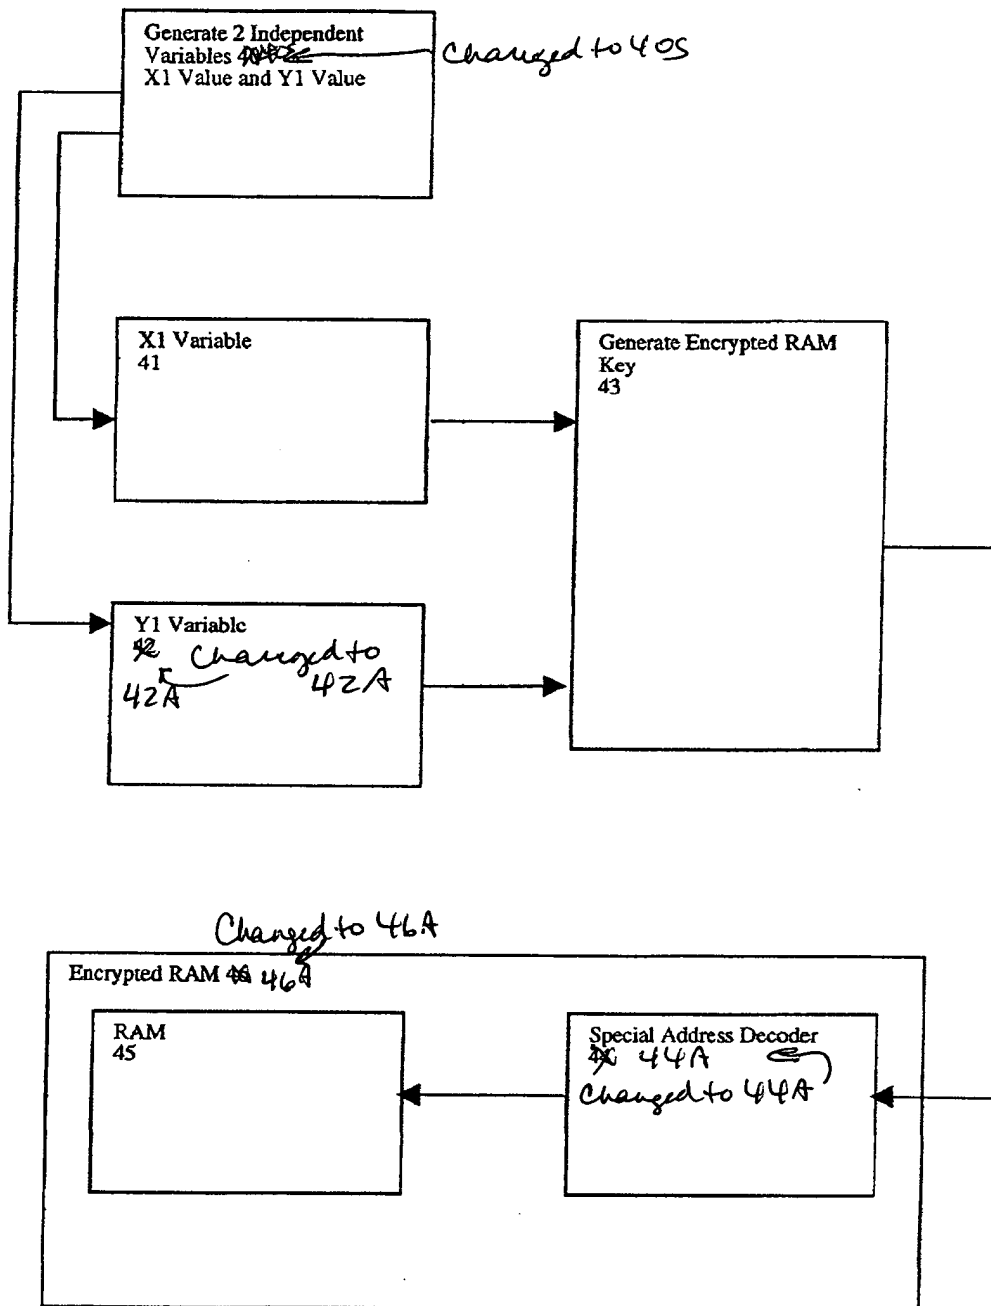 Generate 2 Independent
Variables
X1 Value and Y1 Value
Changed to 40S
X1 Variable
41
Generate Encrypted RAM
Key
43
Y1 Variable
42 Changed to
42A 42A
Changed to 46A
Encrypted RAM 46A
RAM
45
Special Address Decoder
44A
Changed to 44A